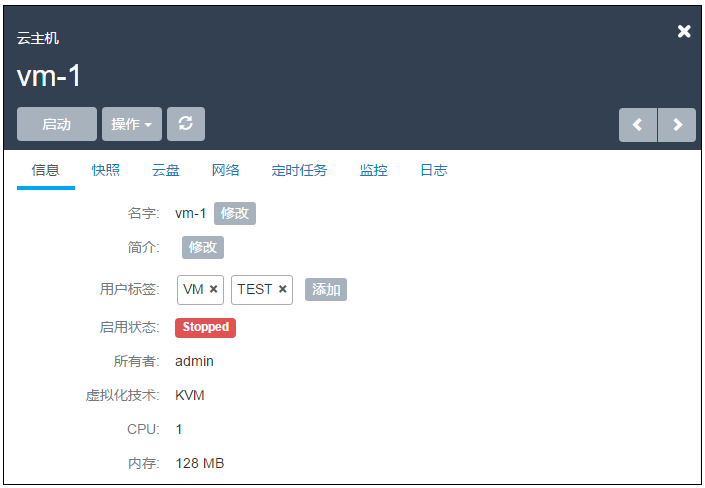 云主机
vm-1
启动 操作
信息 快照 云盘 网络 定时任务 监控 日志
名字: vm-1 修改
简介: 修改
用户标签: VM TEST 添加
启用状态: Stopped
所有者: admin
虚拟化技术: KVM
CPU: 1
内存: 128 MB